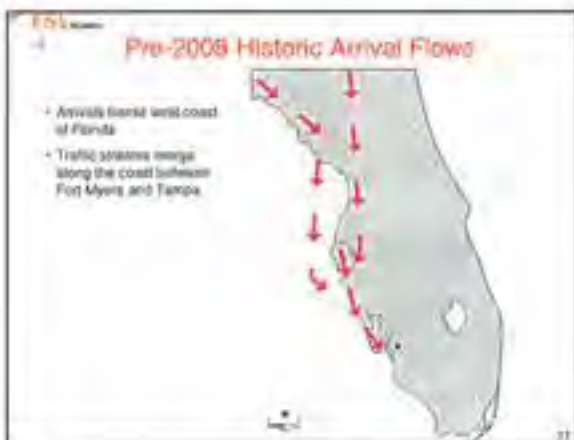 Pre-2008 Historic Arrival Flows
• Arrivals transit west coast
of Florida
• Traffic streams merge
along the coast between
Fort Myers and Tampa